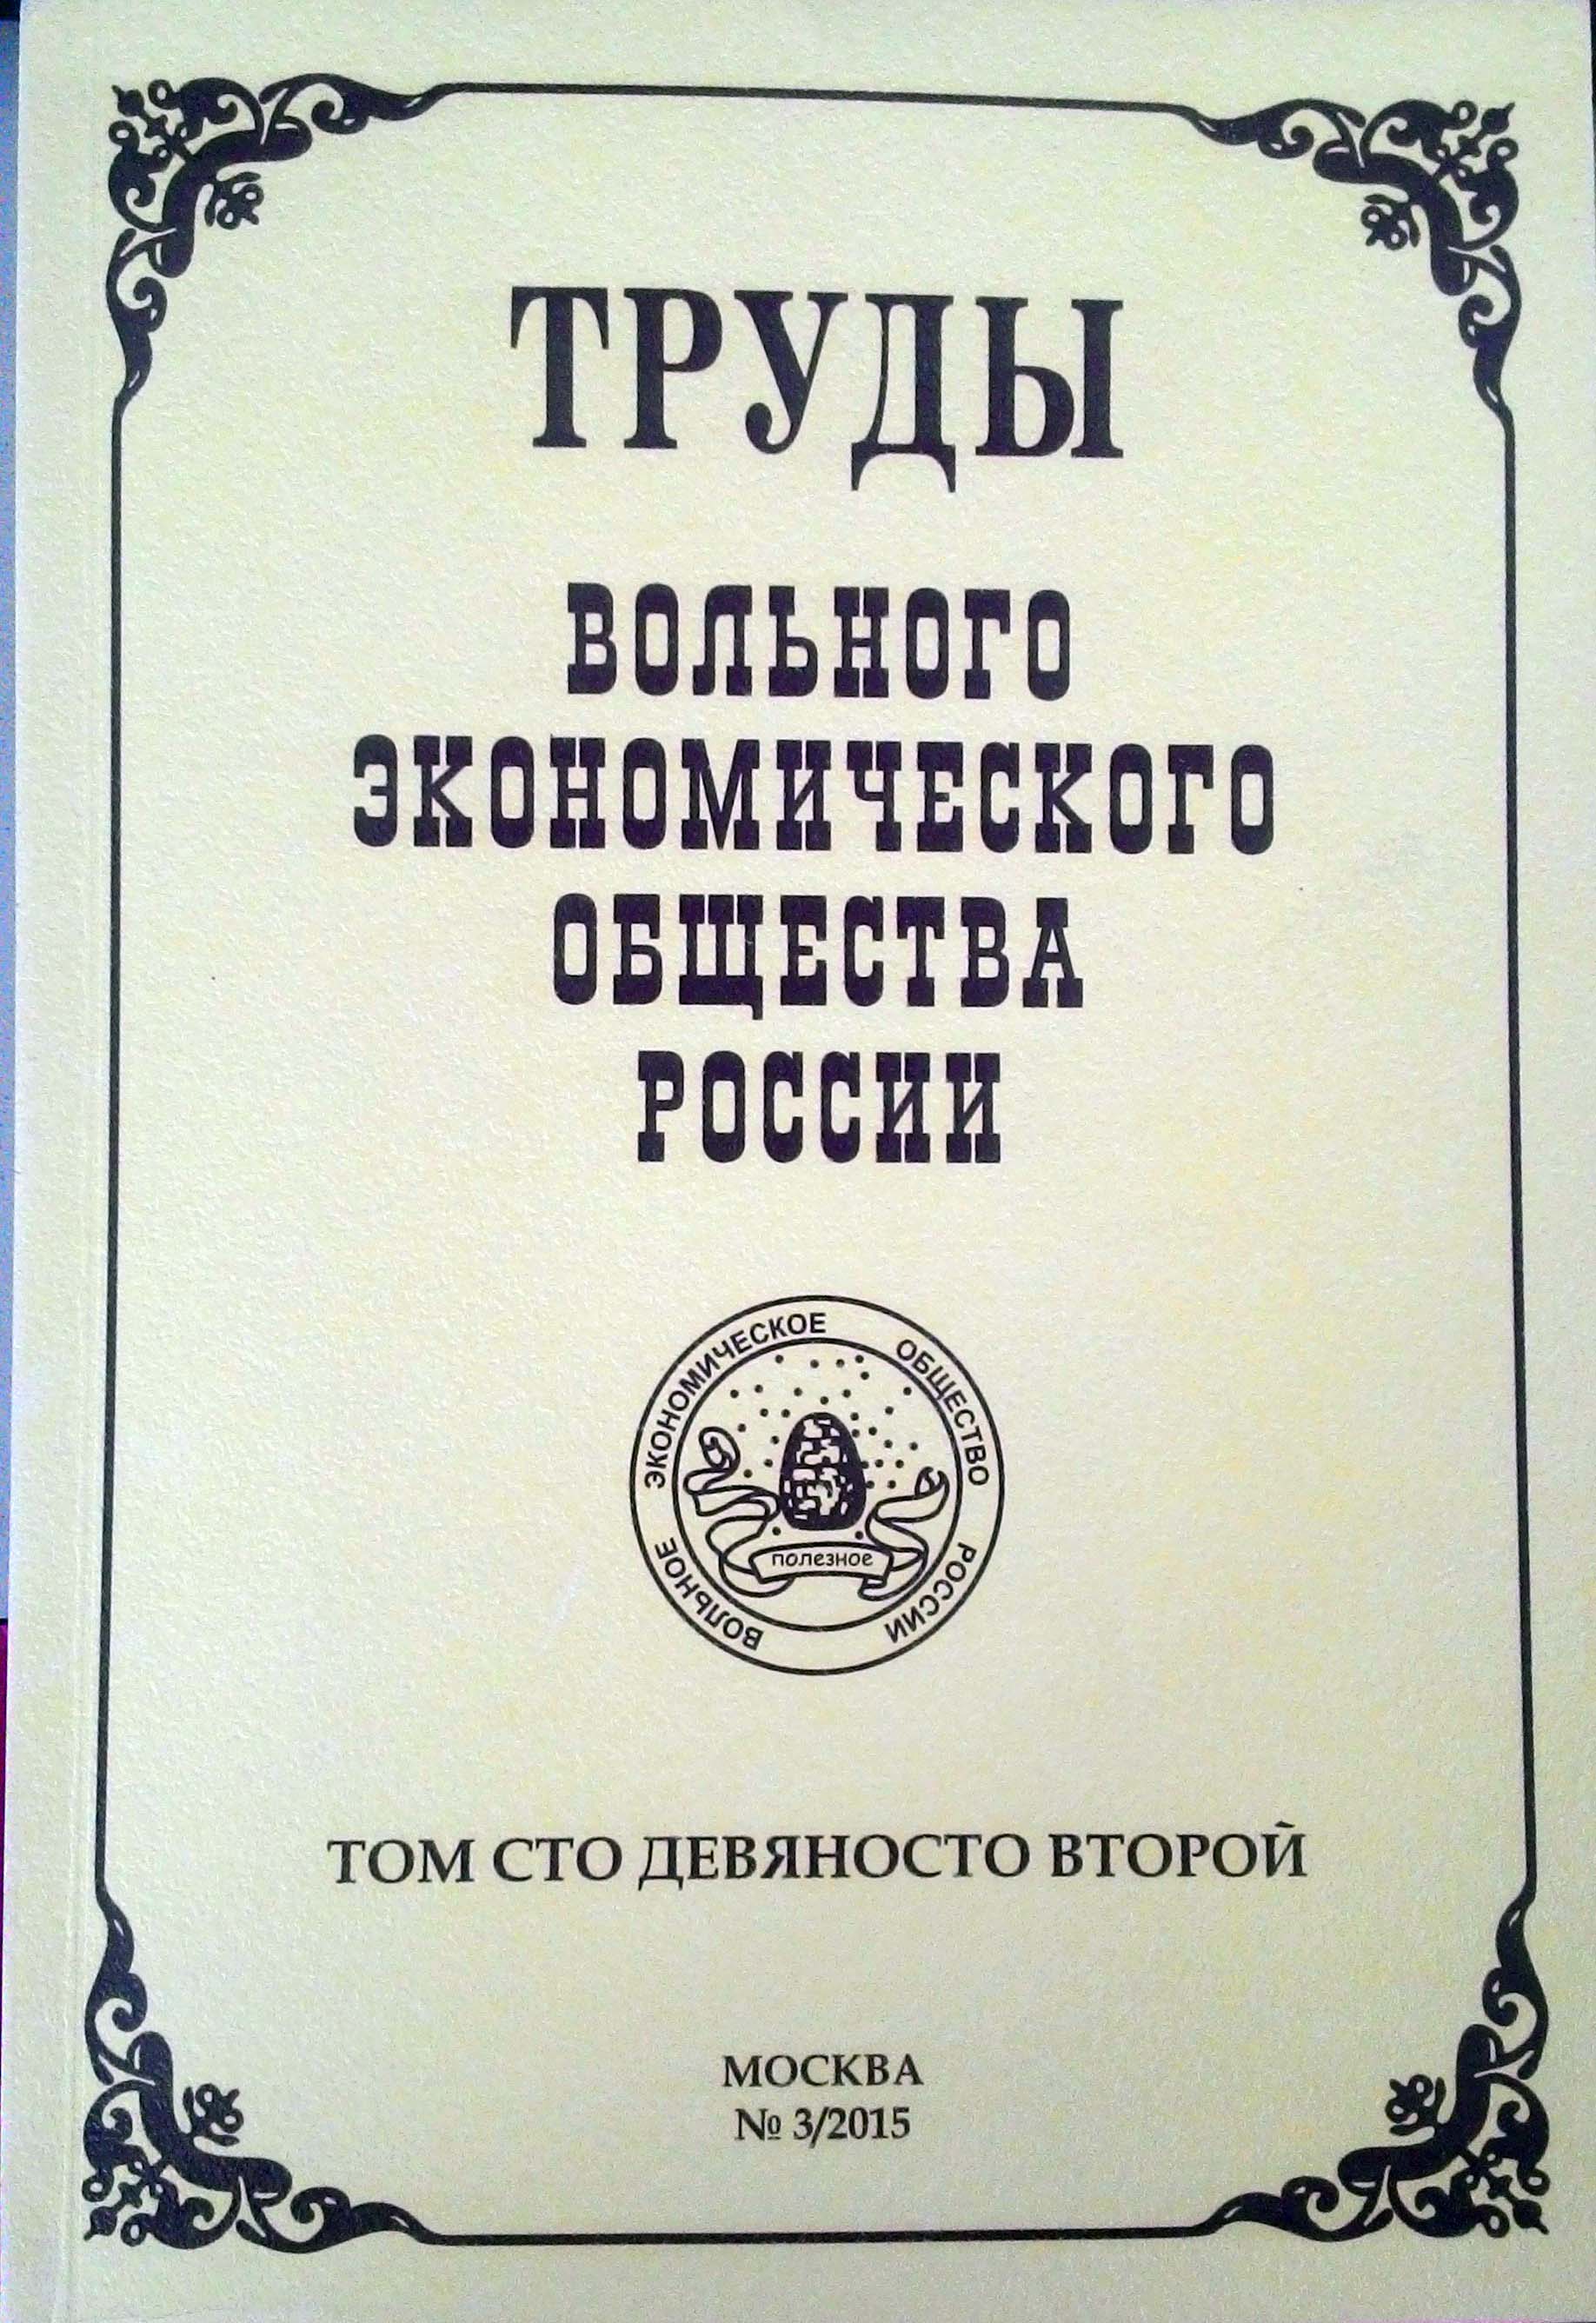 ТРУДЫ
ВОЛЬНОГО
ЭКОНОМИЧЕСКОГО
ОБЩЕСТВА
РОССИИ
ВОЛЬНОЕ ЭКОНОМИЧЕСКОЕ ОБЩЕСТВО РОССИИ
полезное
ТОМ СТО ДЕВЯНОСТО ВТОРОЙ
МОСКВА
№ 3/2015